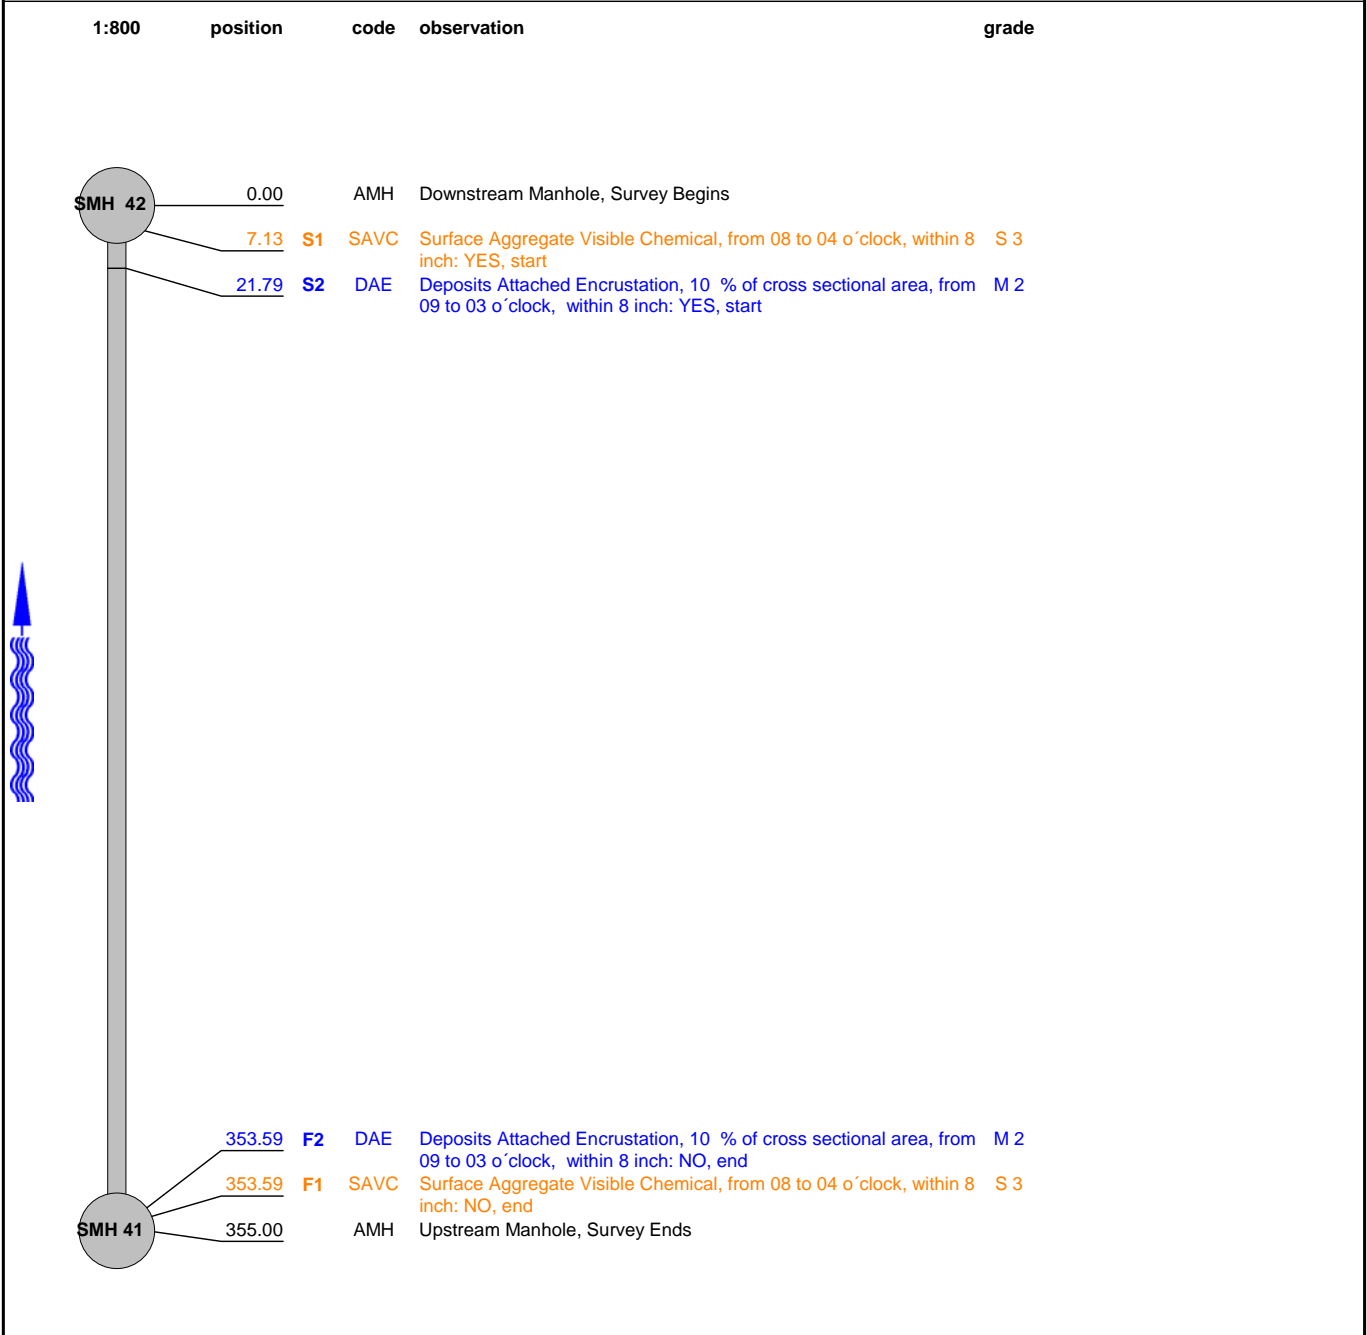 1:800 position code observation grade
SMH 42 0.00 AMH Downstream Manhole, Survey Begins
7.13 S1 SAVC Surface Aggregate Visible Chemical, from 08 to 04 o´clock, within 8 S 3
inch: YES, start
21.79 S2 DAE Deposits Attached Encrustation, 10 % of cross sectional area, from M 2
09 to 03 o´clock, within 8 inch: YES, start
353.59 F2 DAE Deposits Attached Encrustation, 10 % of cross sectional area, from M 2
09 to 03 o´clock, within 8 inch: NO, end
353.59 F1 SAVC Surface Aggregate Visible Chemical, from 08 to 04 o´clock, within 8 S 3
inch: NO, end
SMH 41 355.00 AMH Upstream Manhole, Survey Ends